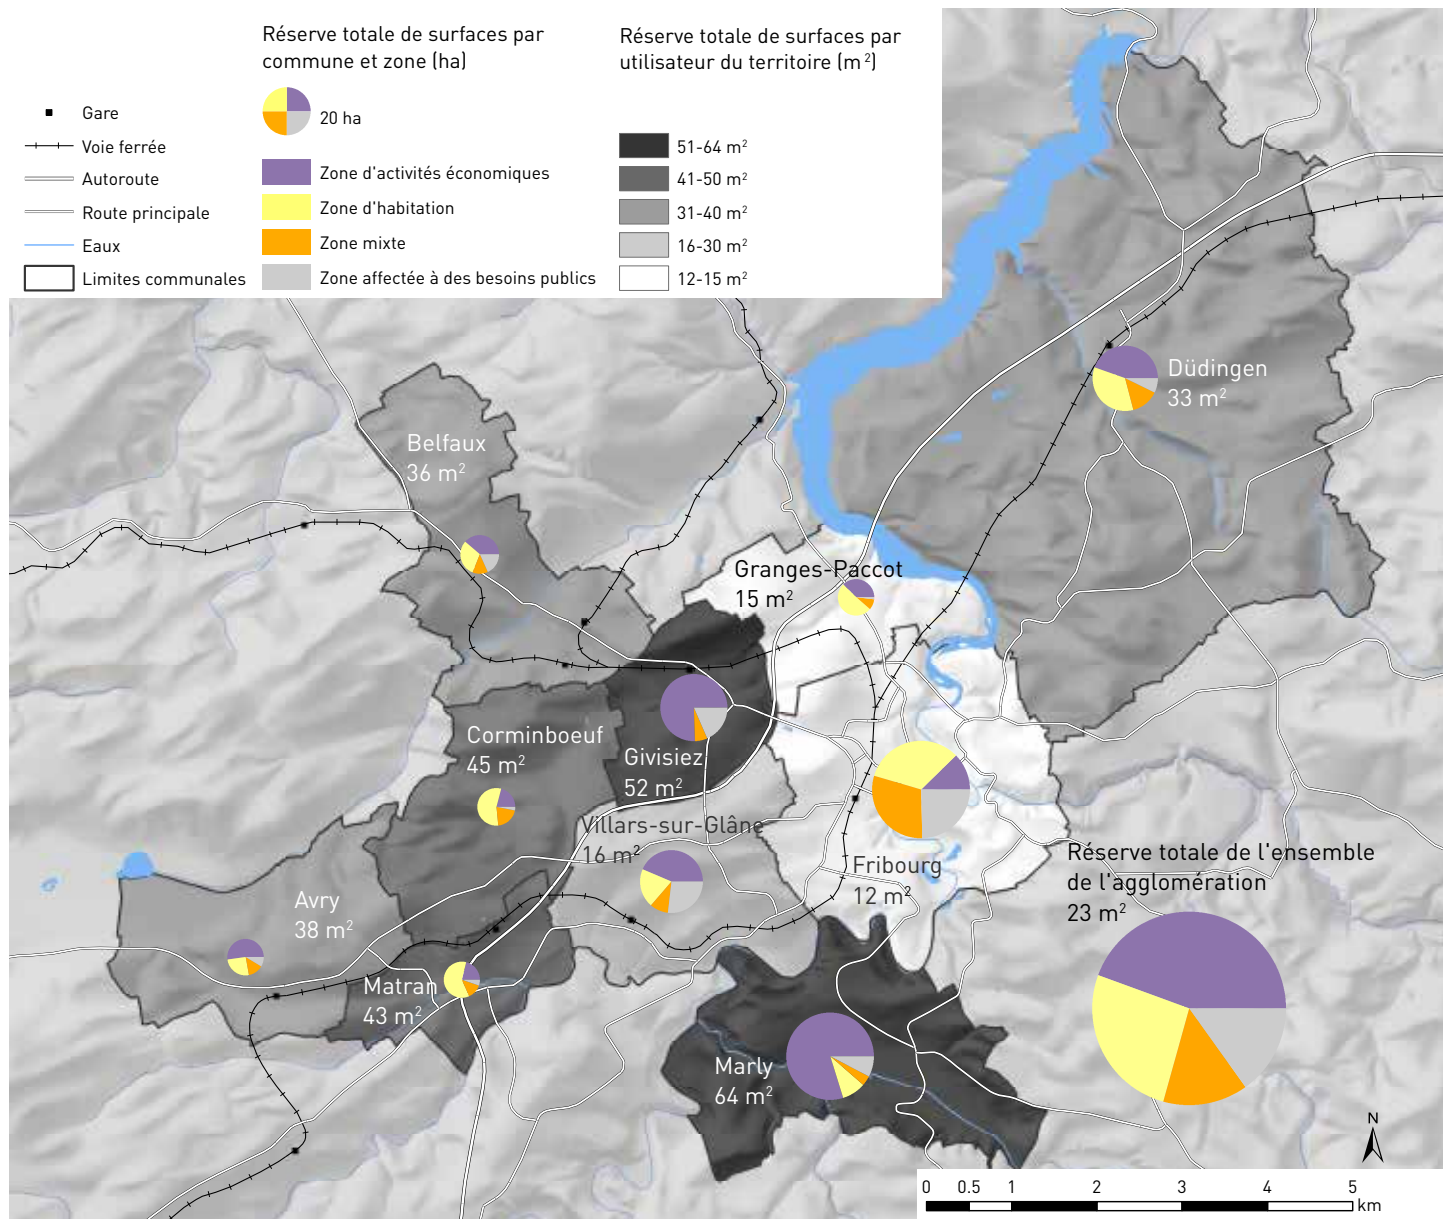 Réserve totale de surfaces par
commune et zone (ha)
20 ha
Gare
Voie ferrée
Autoroute
Route principale
Eaux
Limites communales
Zone d'activités économiques
Zone d'habitation
Zone mixte
Zone affectée à des besoins publics
Réserve totale de surfaces par
utilisateur du territoire (m²)
51-64 m²
41-50 m²
31-40 m²
16-30 m²
12-15 m²
Düdingen
33 m²
Belfaux
36 m²
Granges-Paccot
15 m²
Corminboeuf
45 m²
Givisiez
52 m²
Villars-sur-Glâne
16 m²
Fribourg
12 m²
Réserve totale de l'ensemble
de l'agglomération
23 m²
Avry
38 m²
Matran
43 m²
Marly
64 m²
N
0 0.5 1 2 3 4 5
km